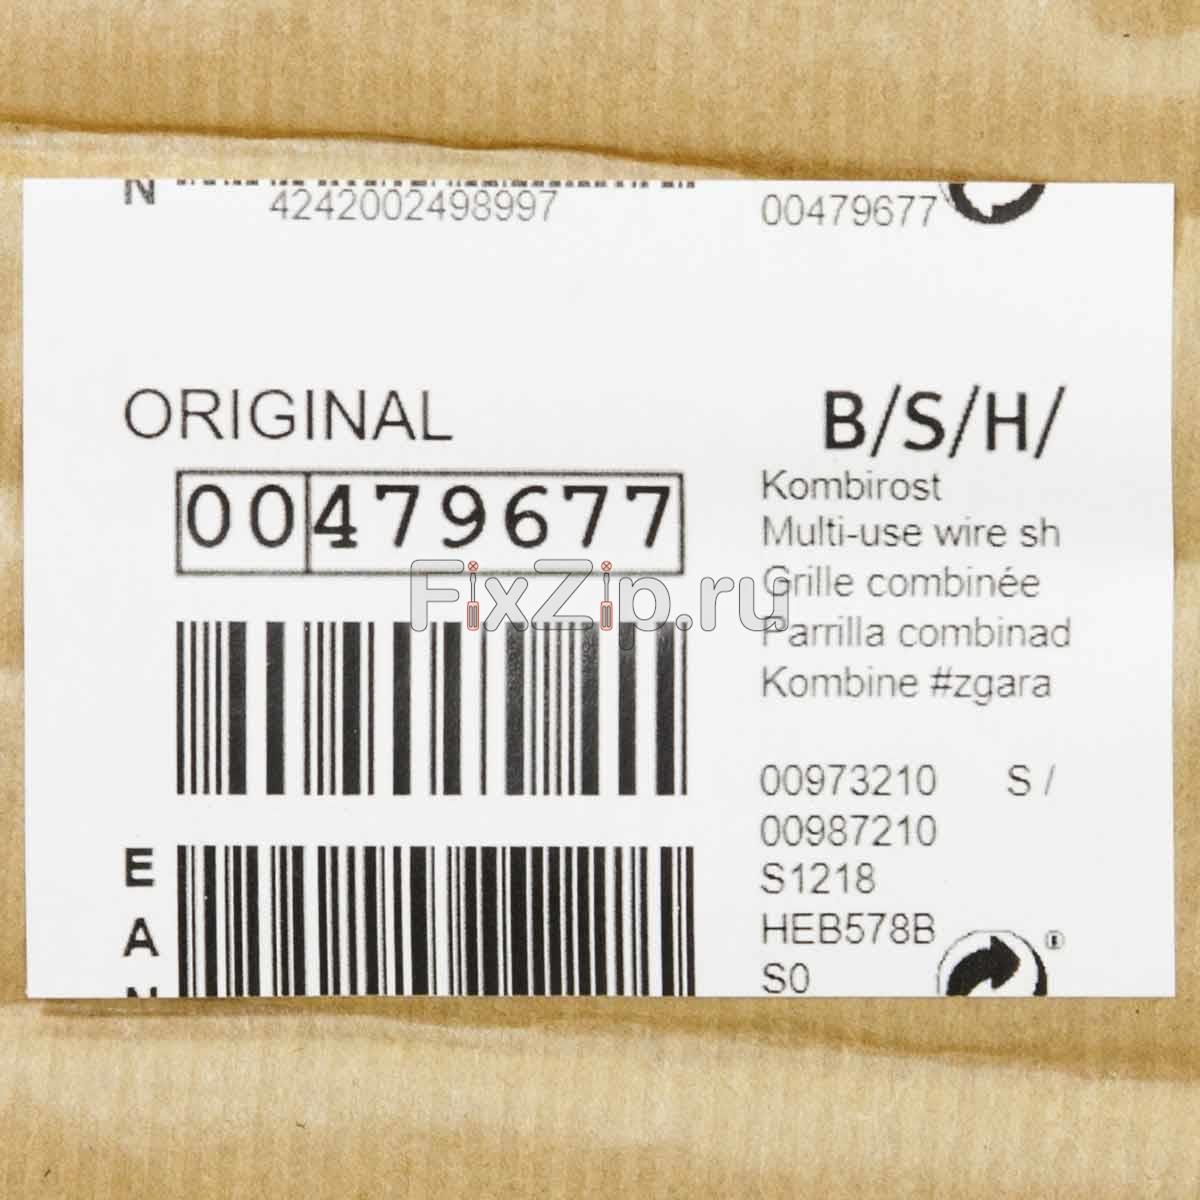 N
4242002498997
00479677
ORIGINAL
B/S/H/
00479677
Kombirost
Multi-use wire sh
Grille combinée
Parrilla combinad
Kombine #zgara
FixZip.ru
00973210 S /
00987210
S1218
HEB578B
S0
®
E
A
N